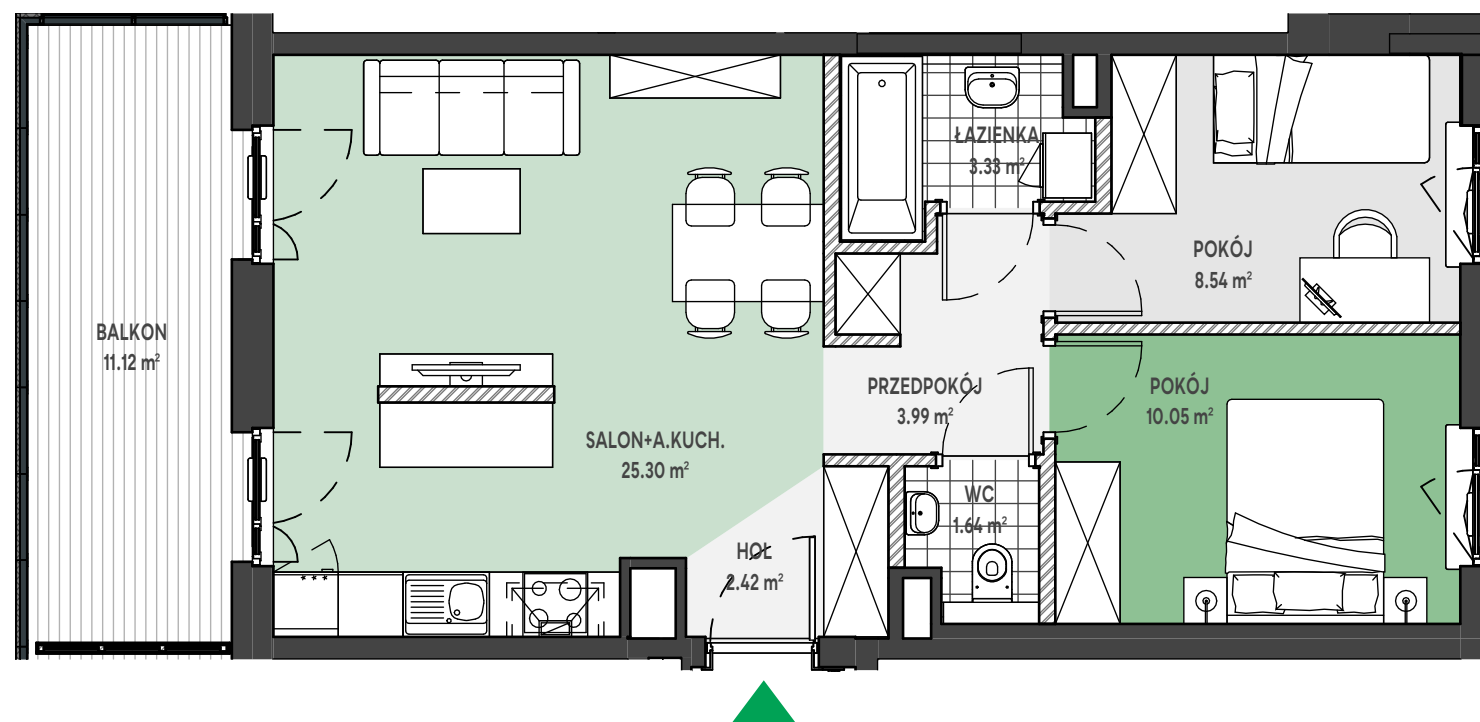 BALKON
11.12 m²
SALON+A.KUCH.
25.30 m²
HOL
2.42 m²
PRZEDPOKÓJ
3.99 m²
ŁAZIENKA
3.33 m²
WC
1.64 m²
POKÓJ
8.54 m²
POKÓJ
10.05 m²